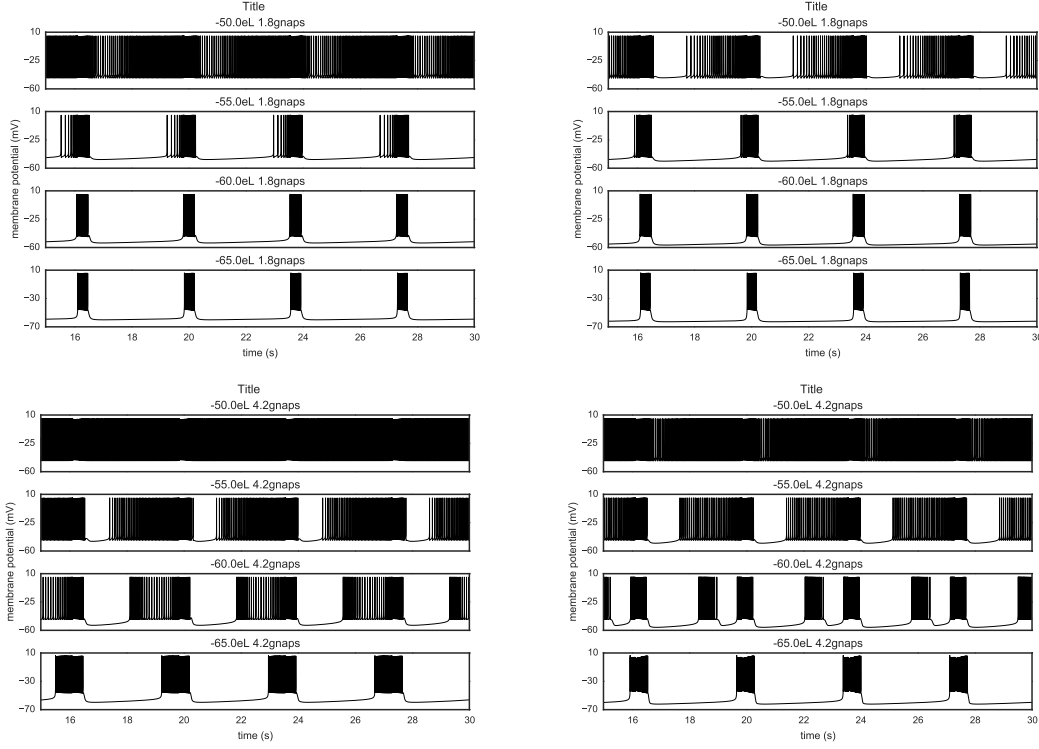 Title
-50.0eL 1.8gnaps
10
−25
−60
-55.0eL 1.8gnaps
10
−25
−60
-60.0eL 1.8gnaps
10
−25
−60
-65.0eL 1.8gnaps
10
−30
−70
membrane potential (mV)
16 18 20 22 24 26 28 30
time (s)
Title
-50.0eL 1.8gnaps
10
−25
−60
-55.0eL 1.8gnaps
10
−25
−60
-60.0eL 1.8gnaps
10
−25
−60
-65.0eL 1.8gnaps
10
−30
−70
membrane potential (mV)
16 18 20 22 24 26 28 30
time (s)
Title
-50.0eL 4.2gnaps
10
−25
−60
-55.0eL 4.2gnaps
10
−25
−60
-60.0eL 4.2gnaps
10
−25
−60
-65.0eL 4.2gnaps
10
−30
−70
membrane potential (mV)
16 18 20 22 24 26 28 30
time (s)
Title
-50.0eL 4.2gnaps
10
−25
−60
-55.0eL 4.2gnaps
10
−25
−60
-60.0eL 4.2gnaps
10
−25
−60
-65.0eL 4.2gnaps
10
−30
−70
membrane potential (mV)
16 18 20 22 24 26 28 30
time (s)